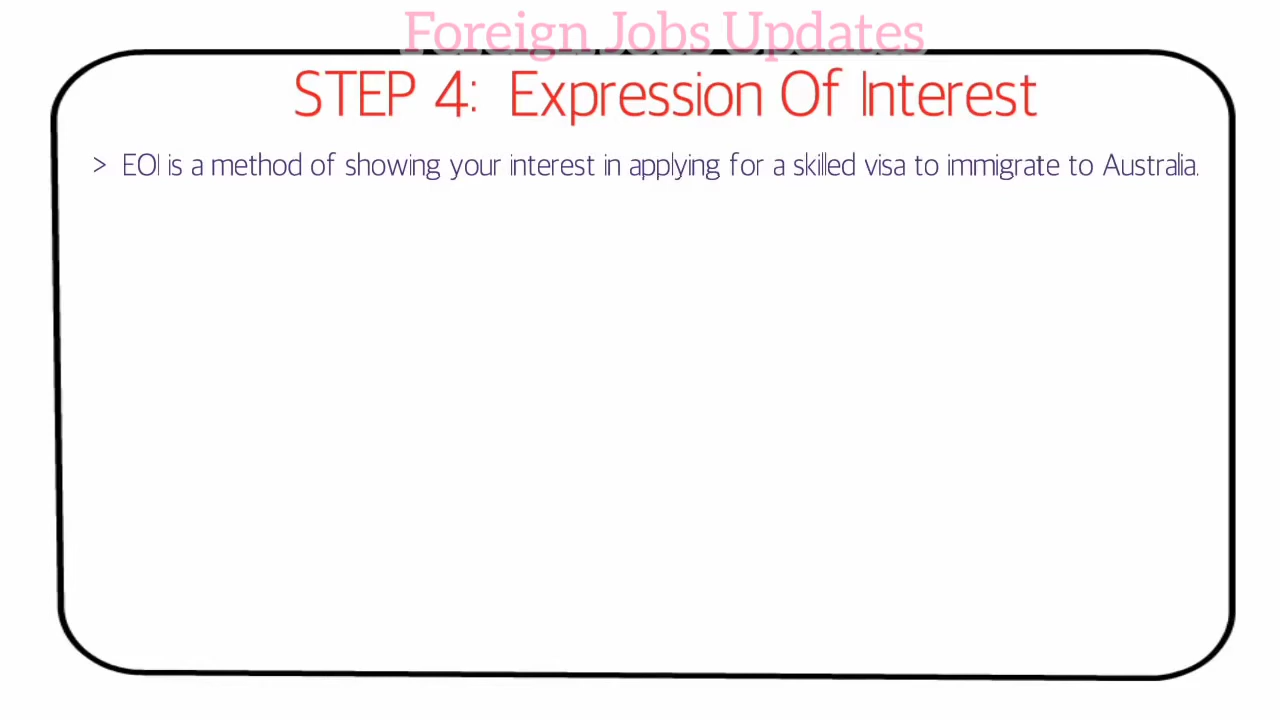 Foreign Jobs Updates
STEP 4: Expression Of Interest
> EOI is a method of showing your interest in applying for a skilled visa to immigrate to Australia.